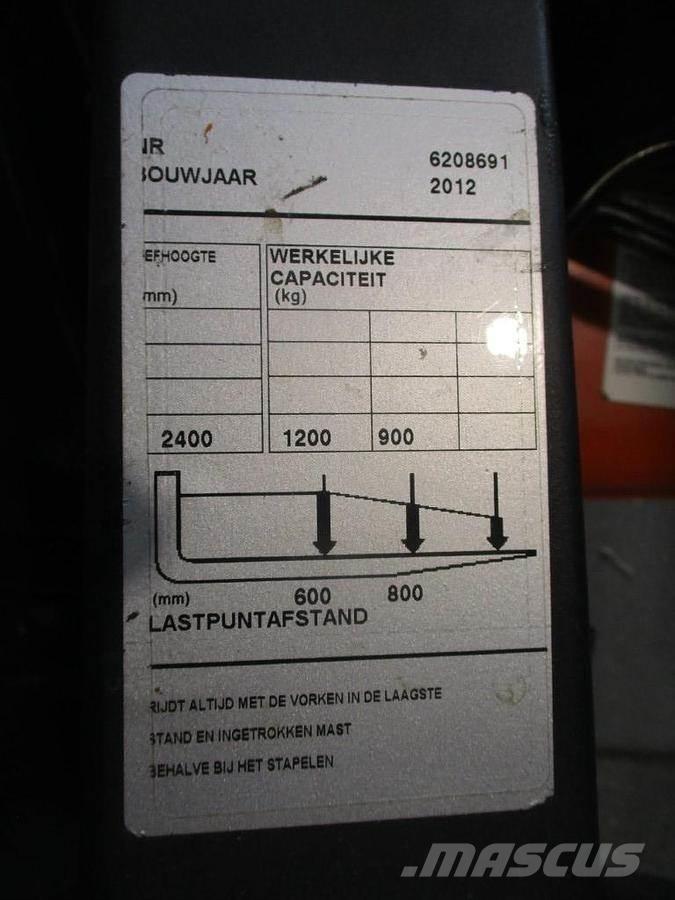 NR 6208691
BOUWJAAR 2012
EFHOOGTE WERKELIJKE
CAPACITEIT
mm) (kg)
2400 1200 900
(mm) 600 800
LASTPUNTAFSTAND
RIJDT ALTIJD MET DE VORKEN IN DE LAAGSTE
STAND EN INGETROKKEN MAST
BEHALVE BIJ HET STAPELEN
MASCUS